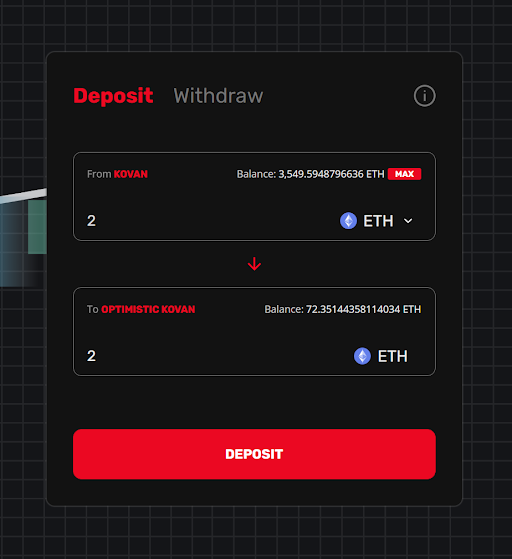 Deposit Withdraw
From KOVAN Balance: 3,549.5948796636 ETH MAX
2 ETH
To OPTIMISTIC KOVAN Balance: 72.35144358114034 ETH
2 ETH
DEPOSIT